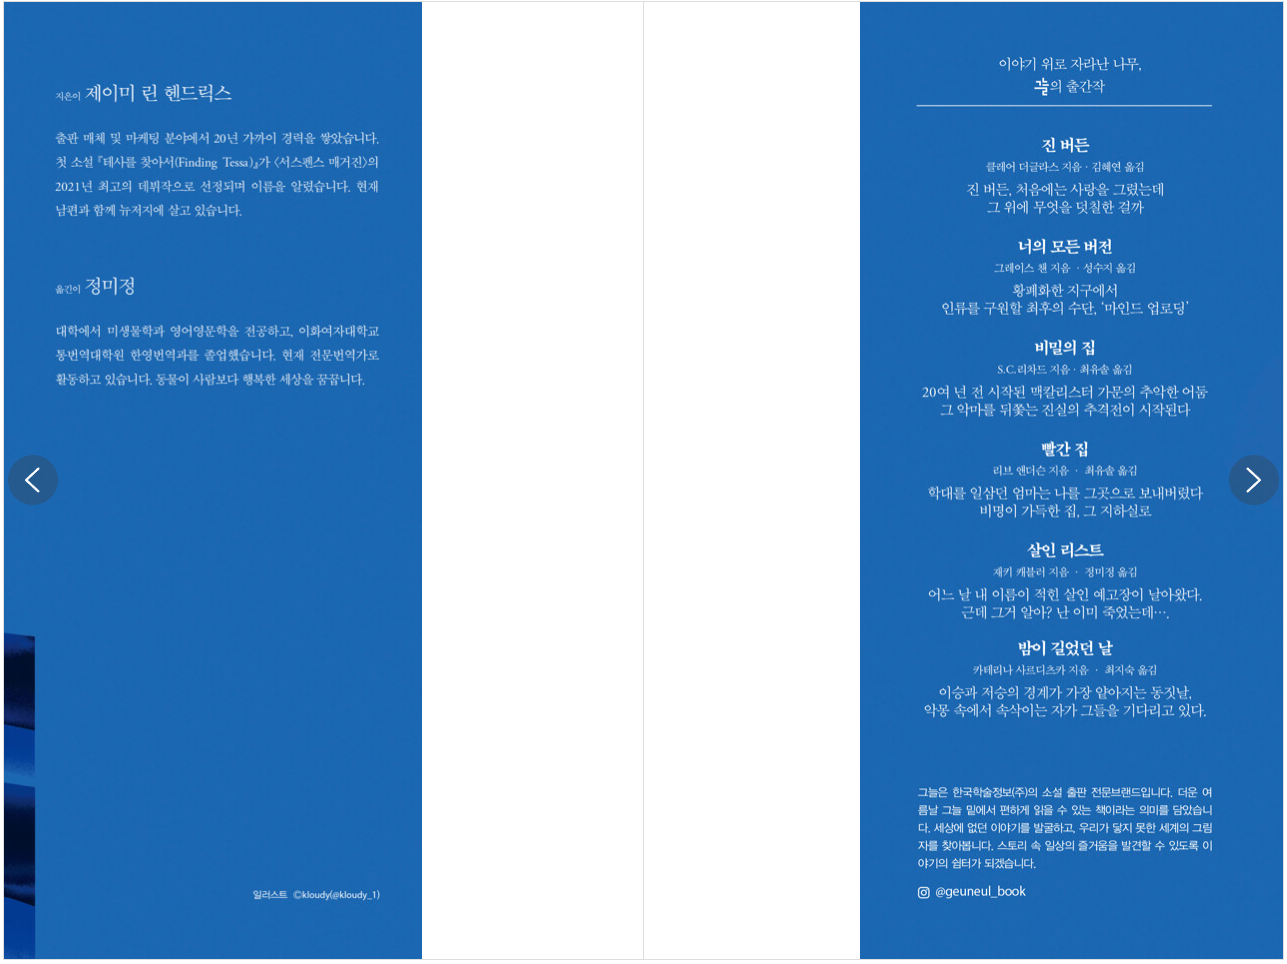 지은이 제이미 린 헨드릭스
출판 매체 및 마케팅 분야에서 20년 가까이 경력을 쌓았습니다.
첫 소설 『테사를 찾아서(Finding Tessa)』가 〈서스펜스 매거진〉의
2021년 최고의 데뷔작으로 선정되며 이름을 알렸습니다. 현재
남편과 함께 뉴저지에 살고 있습니다.
옮긴이 정미정
대학에서 미생물학과 영어영문학을 전공하고, 이화여자대학교
통번역대학원 한영번역과를 졸업했습니다. 현재 전문번역가로
활동하고 있습니다. 동물이 사람보다 행복한 세상을 꿈꿉니다.
일러스트 ©kloudy(@kloudy_1)
이야기 위로 자라난 나무,
그늘의 출간작
진 버든
클레어 더글라스 지음 · 김혜연 옮김
진 버든, 처음에는 사랑을 그렸는데
그 위에 무엇을 덧칠한 걸까
너의 모든 버전
그레이스 챈 지음 · 성수지 옮김
황폐화한 지구에서
인류를 구원할 최후의 수단, ‘마인드 업로딩’
비밀의 집
S.C.리차드 지음 · 최유솔 옮김
20여 년 전 시작된 맥칼리스터 가문의 추악한 어둠
그 악마를 뒤쫓는 진실의 추격전이 시작된다
빨간 집
리브 앤더슨 지음 · 최유솔 옮김
학대를 일삼던 엄마는 나를 그곳으로 보내버렸다
비명이 가득한 집, 그 지하실로
살인 리스트
재키 캐블러 지음 · 정미정 옮김
어느 날 내 이름이 적힌 살인 예고장이 날아왔다.
근데 그거 알아? 난 이미 죽었는데….
밤이 길었던 날
카테리나 사르디츠카 지음 · 최지숙 옮김
이승과 저승의 경계가 가장 얕아지는 동짓날,
악몽 속에서 속삭이는 자가 그들을 기다리고 있다.
그늘은 한국학술정보(주)의 소설 출판 전문브랜드입니다. 더운 여
름날 그늘 밑에서 편하게 읽을 수 있는 책이라는 의미를 담았습니
다. 세상에 없던 이야기를 발굴하고, 우리가 닿지 못한 세계의 그림
자를 찾아봅니다. 스토리 속 일상의 즐거움을 발견할 수 있도록 이
야기의 쉼터가 되겠습니다.
@geuneul_book